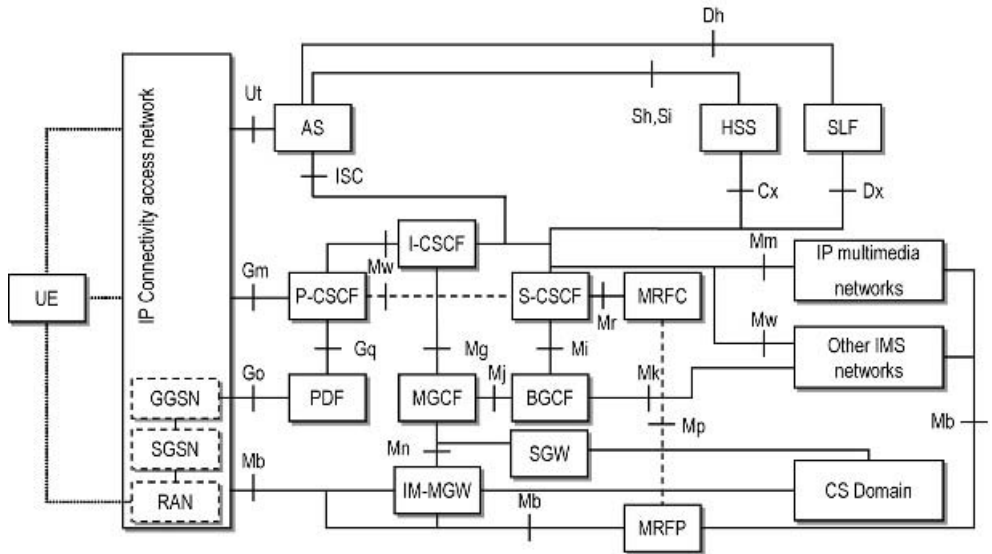 Dh
Ut
AS
Sh,Si
HSS
SLF
ISC
Cx
Dx
IP Connectivity access network
I-CSCF
Mm
IP multimedia
networks
UE
Gm
P-CSCF
Mw
S-CSCF
MRFC
Mr
Mw
Other IMS
networks
Gq
Mg
Mi
Go
Mj
Mk
GGSN
PDF
MGCF
BGCF
Mp
Mb
SGSN
Mn
SGW
Mb
RAN
IM-MGW
CS Domain
Mb
MRFP